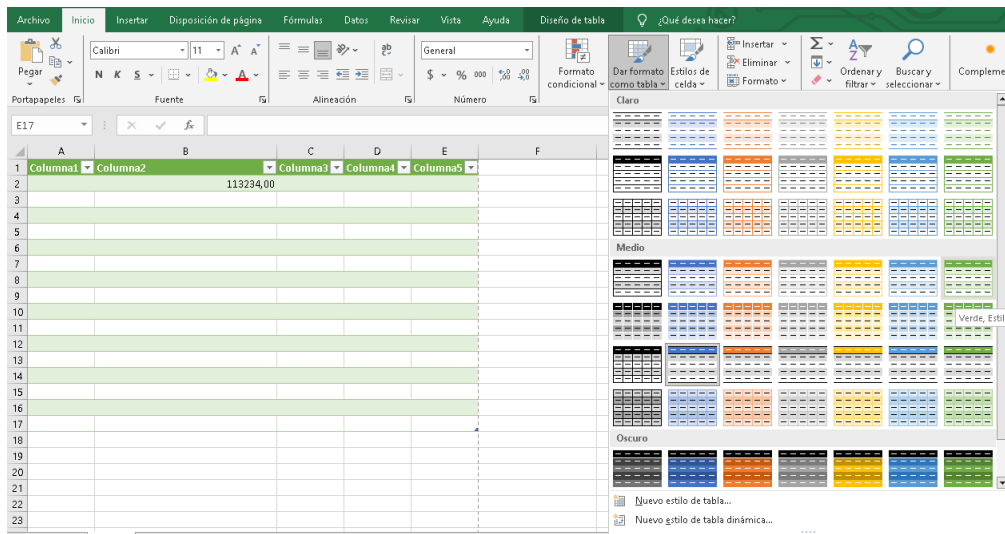 Archivo Inicio Insertar Disposición de página Fórmulas Datos Revisar Vista Ayuda Diseño de tabla ¿Qué desea hacer?
Pegar
Calibri 11 A A
N K S A
ab
General
$ % 000
Formato condicional
Dar formato como tabla
Estilos de celda
Insertar
Eliminar
Formato
Ordenar y filtrar
Buscar y seleccionar
Compleme
Portapapeles Fuente Alineación Número
E17 fx
Claro
A B C D E F
1 Columna1 Columna2 Columna3 Columna4 Columna5
2 113234,00
3
4
5
6
7
8
9
10
11
12
13
14
15
16
17
18
19
20
21
22
23
Medio
Verde, Estil
Oscuro
Nuevo estilo de tabla...
Nuevo estilo de tabla dinámica...